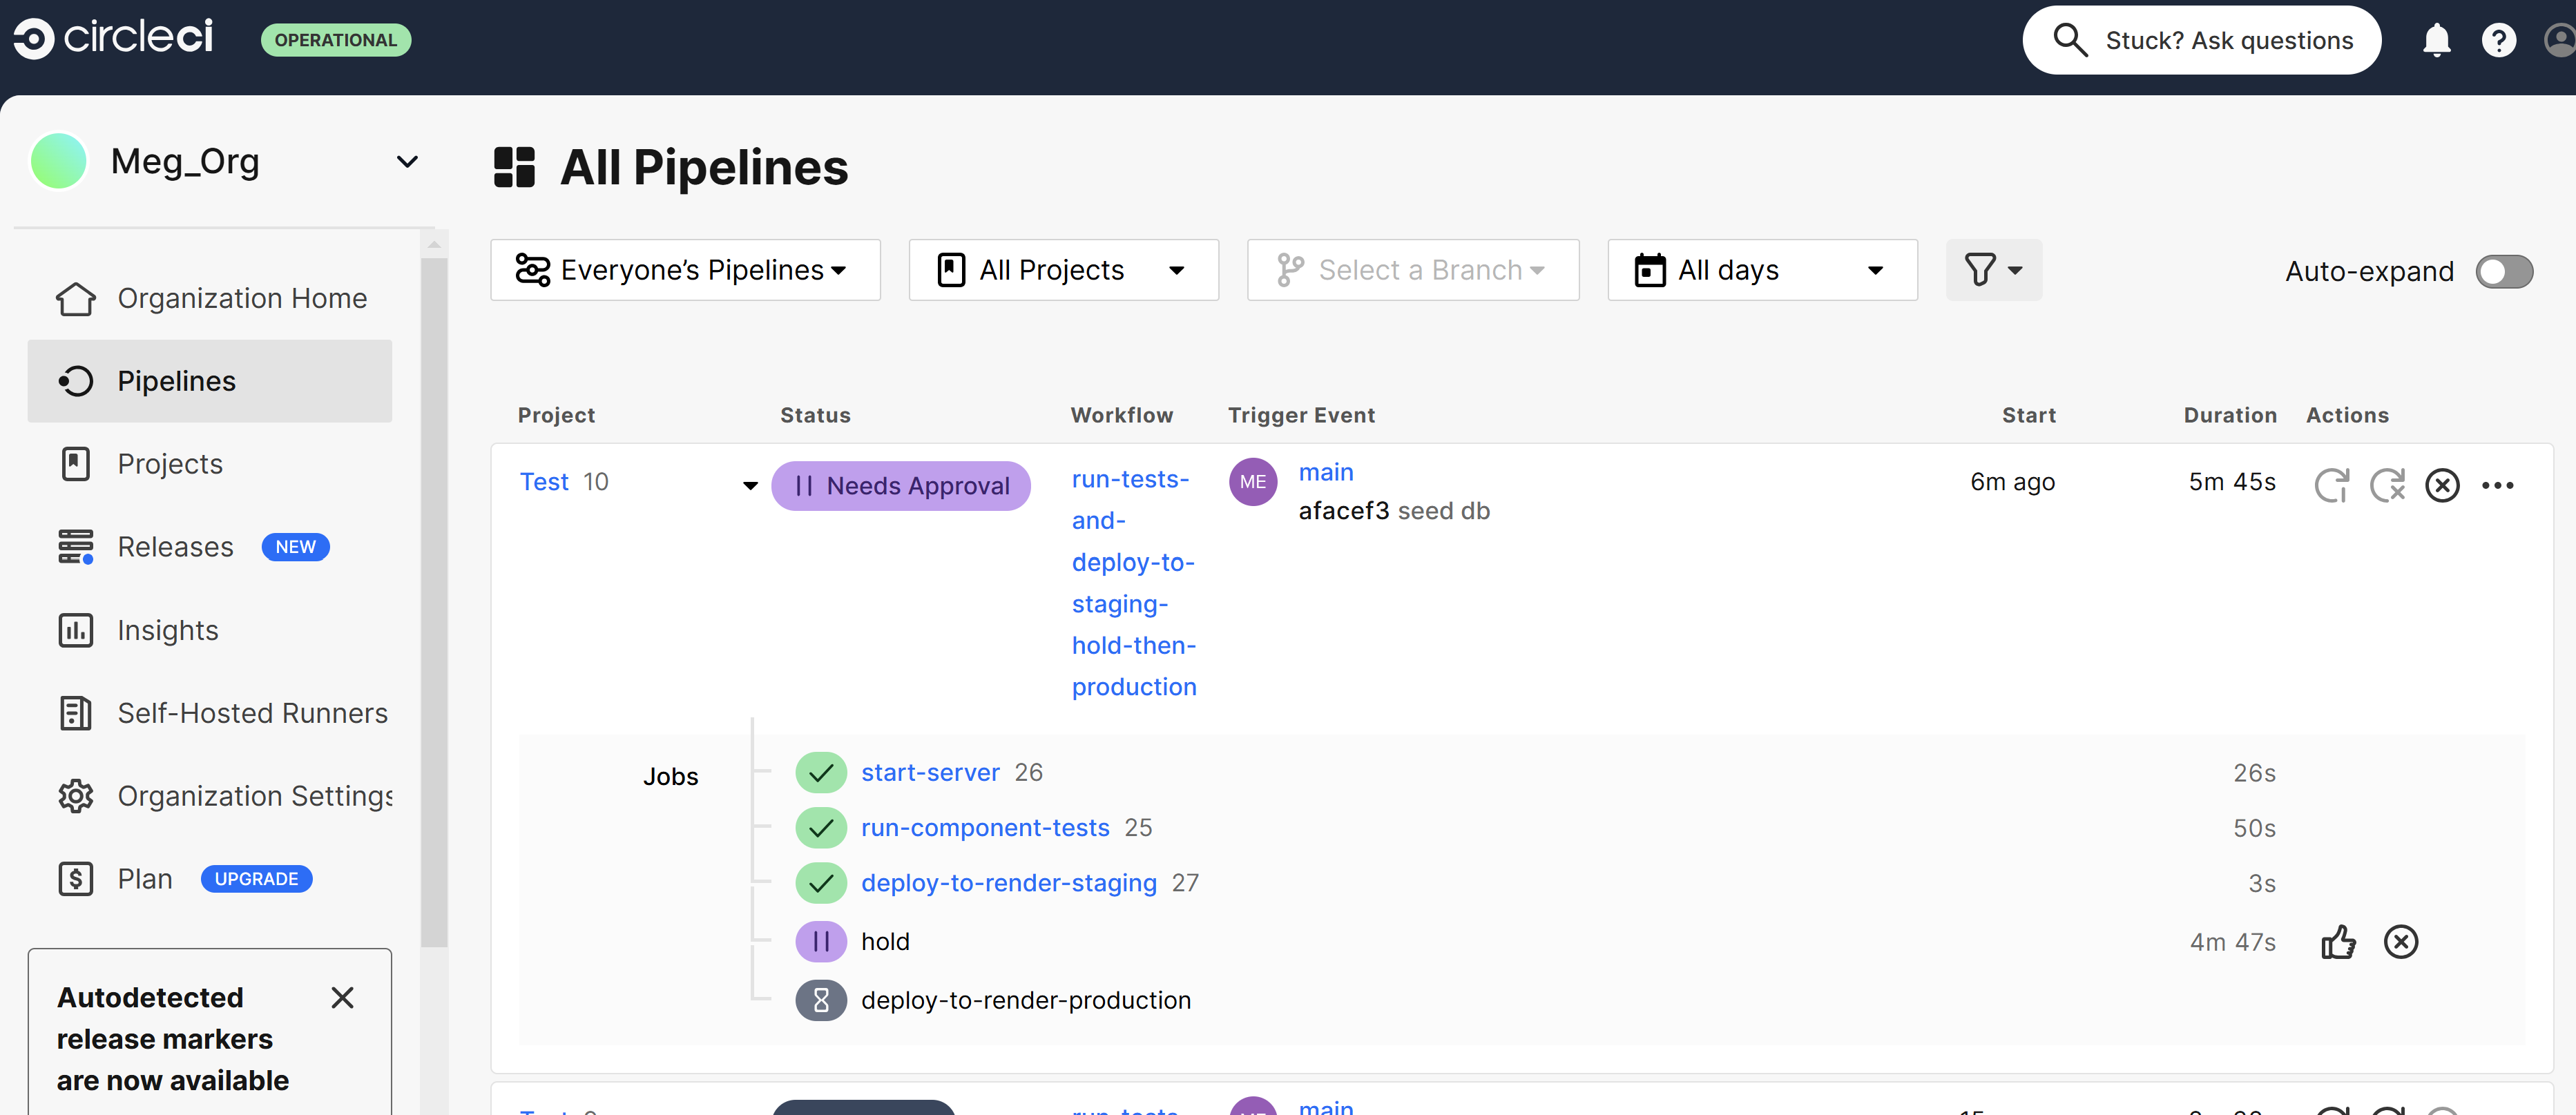 circleci
OPERATIONAL
Stuck? Ask questions
Meg_Org
All Pipelines
Everyone’s Pipelines
All Projects
Select a Branch
All days
Auto-expand
Organization Home
Pipelines
Projects
Releases NEW
Insights
Self-Hosted Runners
Organization Settings
Plan UPGRADE
Autodetected
release markers
are now available
Project Status Workflow Trigger Event Start Duration Actions
Test 10
Needs Approval
run-tests-
and-
deploy-to-
staging-
hold-then-
production
ME
main
afacef3 seed db
6m ago
5m 45s
Jobs
start-server 26 26s
run-component-tests 25 50s
deploy-to-render-staging 27 3s
hold 4m 47s
deploy-to-render-production
main